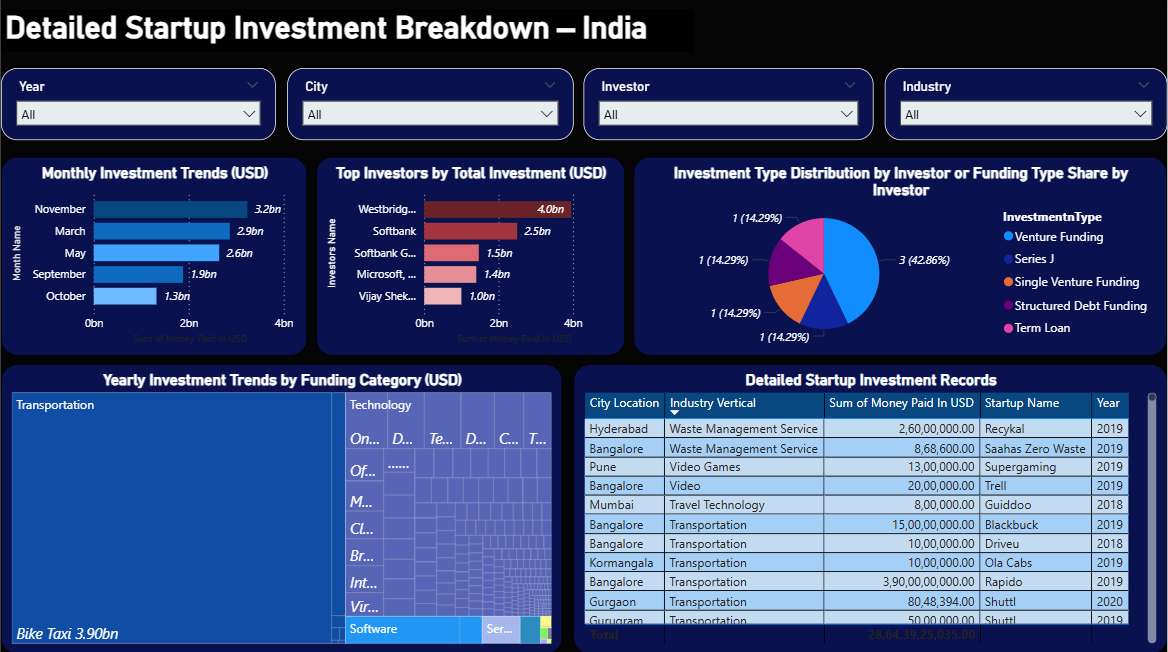 Detailed Startup Investment Breakdown – India
Year
All
City
All
Investor
All
Industry
All
Monthly Investment Trends (USD)
Month Name
November 3.2bn
March 2.9bn
May 2.6bn
September 1.9bn
October 1.3bn
0bn 2bn 4bn
Sum of Money Paid In USD
Top Investors by Total Investment (USD)
Investors Name
Westbridg... 4.0bn
Softbank 2.5bn
Softbank G... 1.5bn
Microsoft, ... 1.4bn
Vijay Shek... 1.0bn
0bn 2bn 4bn
Sum of Money Paid In USD
Investment Type Distribution by Investor or Funding Type Share by
Investor
1 (14.29%)
1 (14.29%)
1 (14.29%)
1 (14.29%)
3 (42.86%)
InvestmentnType
Venture Funding
Series J
Single Venture Funding
Structured Debt Funding
Term Loan
Yearly Investment Trends by Funding Category (USD)
Transportation
Bike Taxi 3.90bn
Technology
On... D... Te... D... C... T...
Of... ......
M...
Cl...
Br...
Int...
Vir...
Software
Ser...
Detailed Startup Investment Records
City Location Industry Vertical Sum of Money Paid In USD Startup Name Year
Hyderabad Waste Management Service 2,60,00,000.00 Recykal 2019
Bangalore Waste Management Service 8,68,600.00 Saahas Zero Waste 2019
Pune Video Games 13,00,000.00 Supergaming 2019
Bangalore Video 20,00,000.00 Trell 2019
Mumbai Travel Technology 8,00,000.00 Guiddoo 2018
Bangalore Transportation 15,00,00,000.00 Blackbuck 2019
Bangalore Transportation 10,00,000.00 Driveu 2018
Kormangala Transportation 10,00,000.00 Ola Cabs 2019
Bangalore Transportation 3,90,00,00,000.00 Rapido 2019
Gurgaon Transportation 80,48,394.00 Shuttl 2020
Gurugram Transportation 50,00,000.00 Shuttl 2019
Total 28,64,39,25,035.00